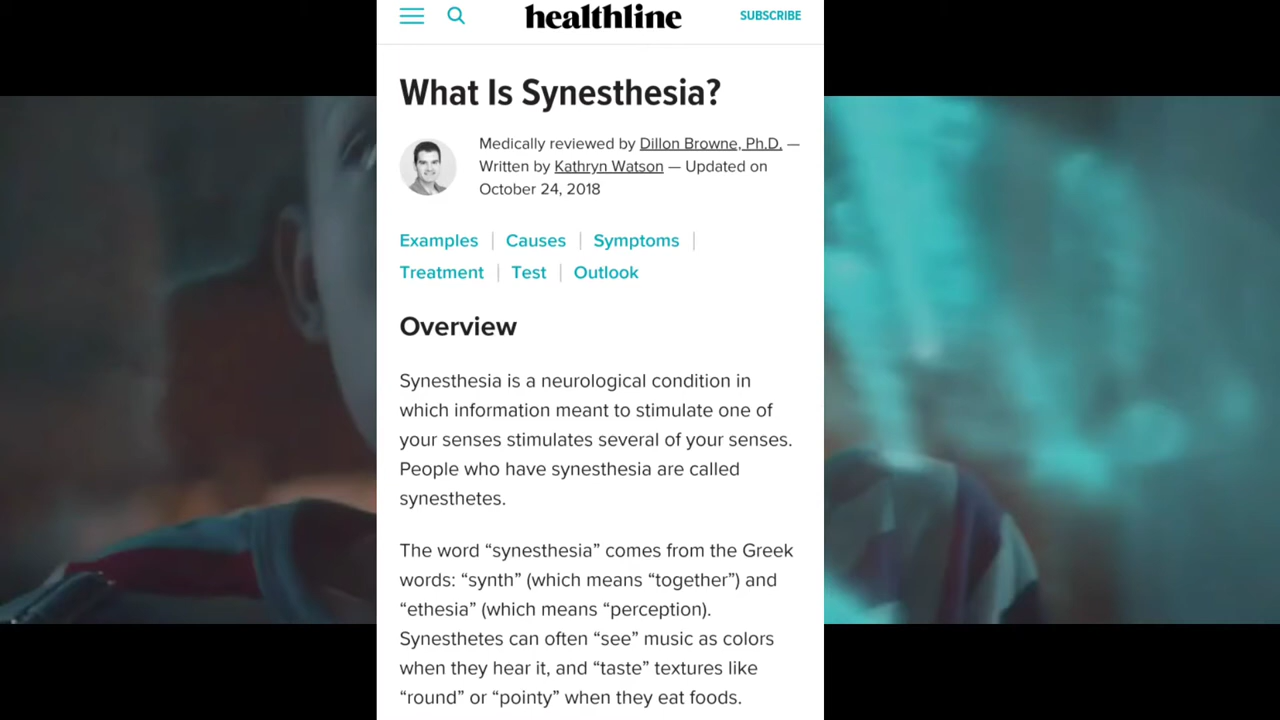 healthline
SUBSCRIBE
What Is Synesthesia?
Medically reviewed by Dillon Browne, Ph.D. —
Written by Kathryn Watson — Updated on
October 24, 2018
Examples | Causes | Symptoms |
Treatment | Test | Outlook
Overview
Synesthesia is a neurological condition in
which information meant to stimulate one of
your senses stimulates several of your senses.
People who have synesthesia are called
synesthetes.
The word “synesthesia” comes from the Greek
words: “synth” (which means “together”) and
“ethesia” (which means “perception).
Synesthetes can often “see” music as colors
when they hear it, and “taste” textures like
“round” or “pointy” when they eat foods.